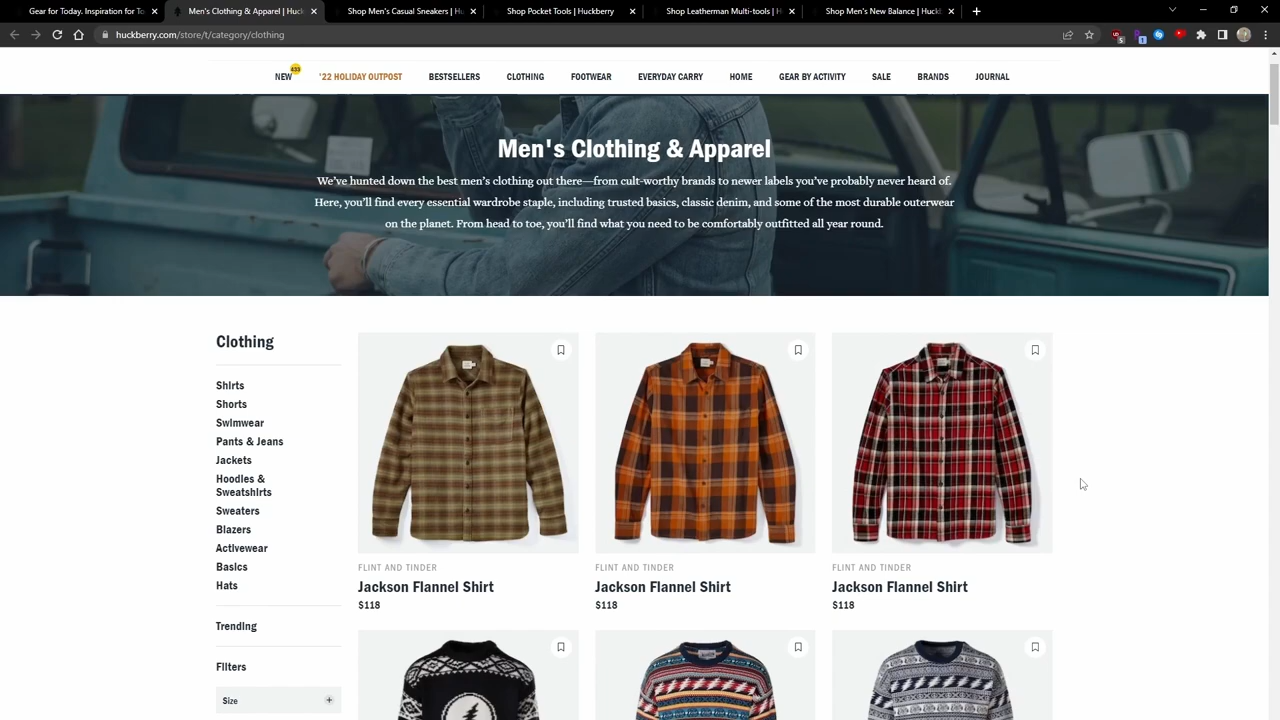 Gear for Today. Inspiration for To
Men's Clothing & Apparel | Huck
Shop Men's Casual Sneakers | Hu
Shop Pocket Tools | Huckberry
Shop Leatherman Multi-tools | H
Shop Men's New Balance | Huck
huckberry.com/store/t/category/clothing
NEW 433 '22 HOLIDAY OUTPOST BESTSELLERS CLOTHING FOOTWEAR EVERYDAY CARRY HOME GEAR BY ACTIVITY SALE BRANDS JOURNAL
Men's Clothing & Apparel
We've hunted down the best men's clothing out there—from cult-worthy brands to newer labels you've probably never heard of.
Here, you'll find every essential wardrobe staple, including trusted basics, classic denim, and some of the most durable outerwear
on the planet. From head to toe, you'll find what you need to be comfortably outfitted all year round.
Clothing
Shirts
Shorts
Swimwear
Pants & Jeans
Jackets
Hoodies &
Sweatshirts
Sweaters
Blazers
Activewear
Basics
Hats
Trending
Filters
Size +
FLINT AND TINDER
Jackson Flannel Shirt
$118
FLINT AND TINDER
Jackson Flannel Shirt
$118
FLINT AND TINDER
Jackson Flannel Shirt
$118